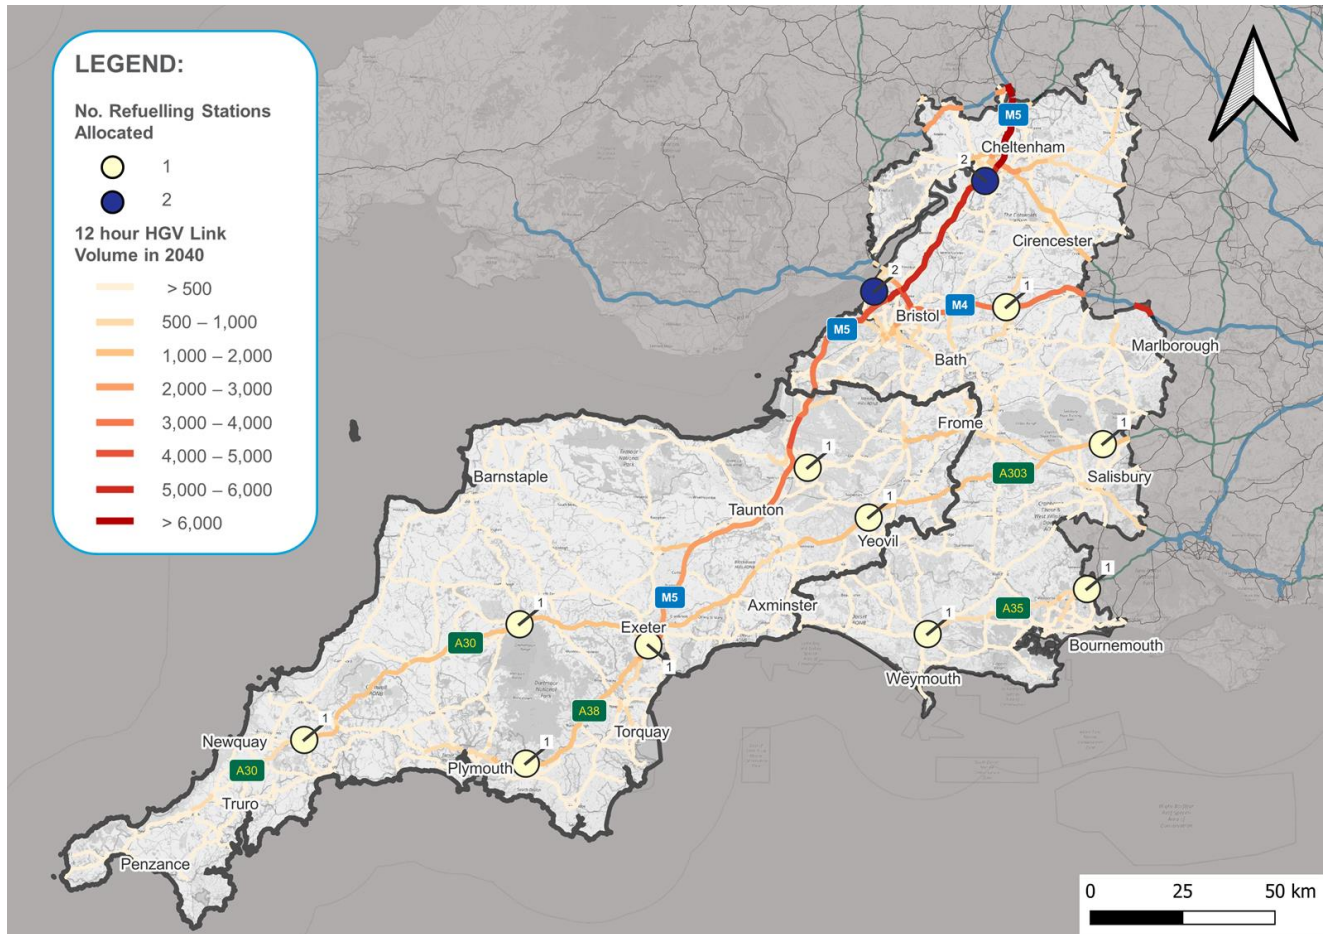 LEGEND:
No. Refuelling Stations
Allocated
1
2
12 hour HGV Link
Volume in 2040
> 500
500 – 1,000
1,000 – 2,000
2,000 – 3,000
3,000 – 4,000
4,000 – 5,000
5,000 – 6,000
> 6,000
M5
Cheltenham
2
Cirencester
2
1
M4
Bristol
M5
Marlborough
Bath
Frome
1
1
A303
Barnstaple
Salisbury
1
Taunton
Yeovil
1
M5
1
Axminster
A35
Exeter
1
A30
Bournemouth
1
Weymouth
A38
1
Torquay
Newquay
1
Plymouth
A30
Truro
Penzance
0 25 50 km